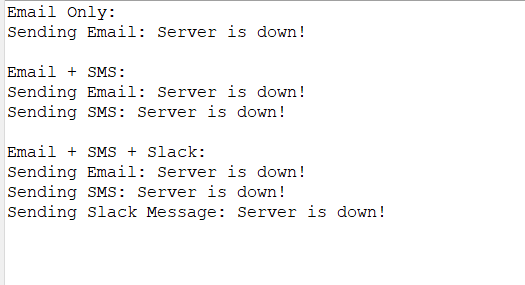 Email Only:
Sending Email: Server is down!
Email + SMS:
Sending Email: Server is down!
Sending SMS: Server is down!
Email + SMS + Slack:
Sending Email: Server is down!
Sending SMS: Server is down!
Sending Slack Message: Server is down!